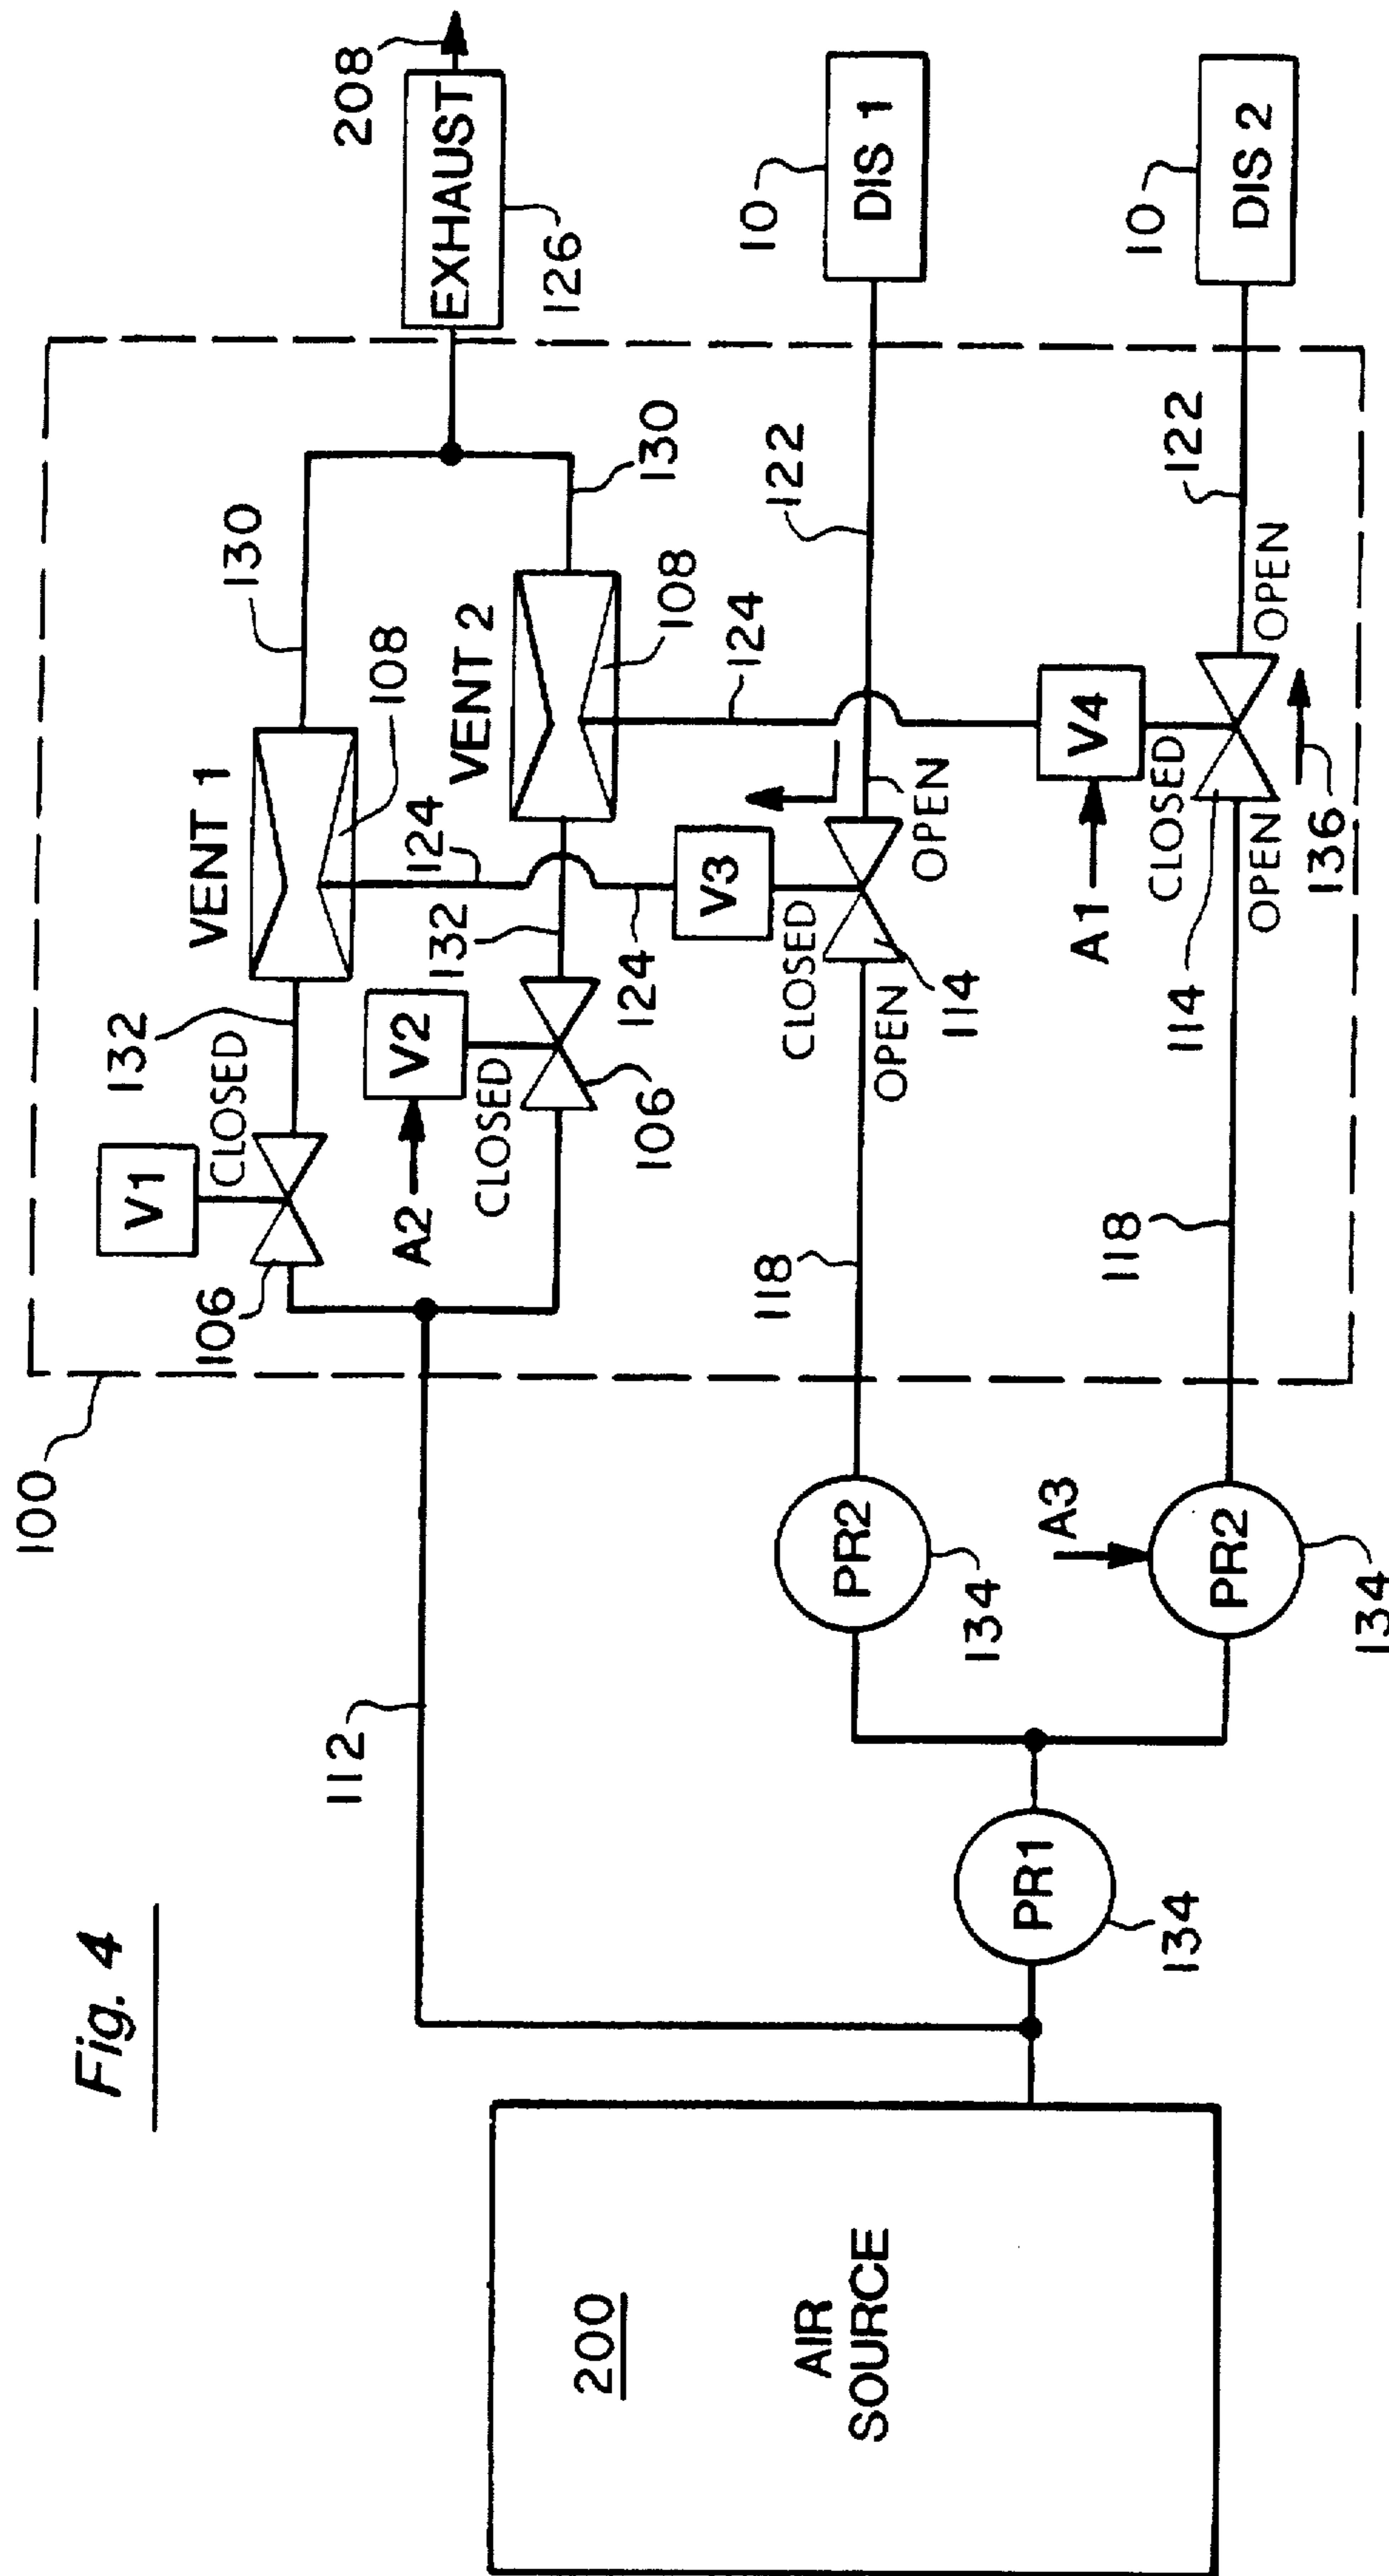 Fig. 4
200
AIR
SOURCE
112
PR1
134
PR2
134
A3
PR2
134
100
118
118
106
V1
CLOSED
132
VENT 1
108
130
A2
V2
CLOSED
106
132
VENT 2
108
130
124
124
124
V3
CLOSED
OPEN
OPEN
114
122
A1
V4
CLOSED
OPEN
OPEN
114
136
122
EXHAUST
126
208
10
DIS 1
10
DIS 2